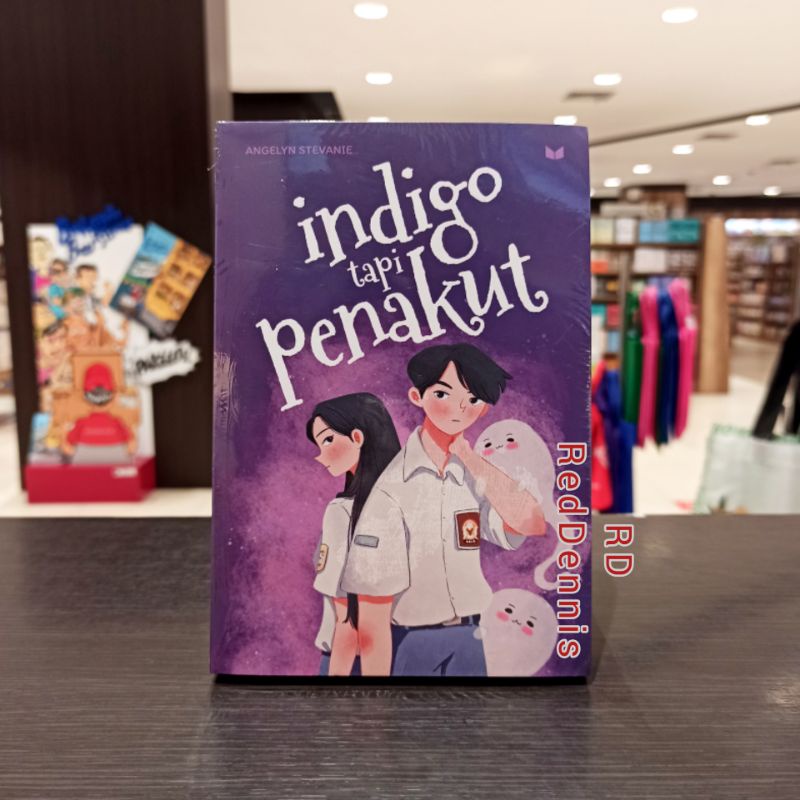 ANGELYN STEVANIE
indigo
tapi
penakut
RedDennis
RD